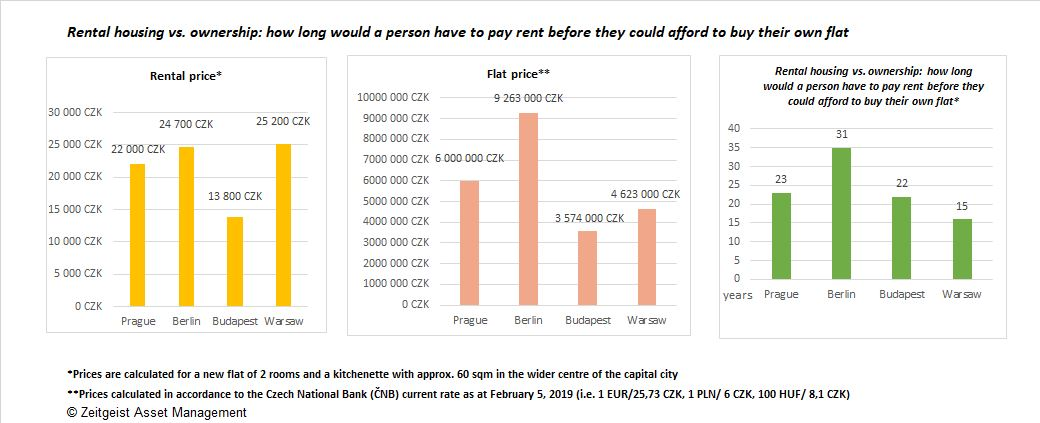 Rental housing vs. ownership: how long would a person have to pay rent before they could afford to buy their own flat
Rental price*
30 000 CZK
25 000 CZK
20 000 CZK
15 000 CZK
10 000 CZK
5 000 CZK
0 CZK
22 000 CZK
24 700 CZK
13 800 CZK
25 200 CZK
Prague Berlin Budapest Warsaw
Flat price**
10000 000 CZK
9000 000 CZK
8000 000 CZK
7000 000 CZK
6000 000 CZK
5000 000 CZK
4000 000 CZK
3000 000 CZK
2000 000 CZK
1000 000 CZK
0 CZK
6 000 000 CZK
9 263 000 CZK
3 574 000 CZK
4 623 000 CZK
Prague Berlin Budapest Warsaw
Rental housing vs. ownership: how long
would a person have to pay rent before they
could afford to buy their own flat*
40
35
30
25
20
15
10
5
0
23
31
22
15
years Prague Berlin Budapest Warsaw
*Prices are calculated for a new flat of 2 rooms and a kitchenette with approx. 60 sqm in the wider centre of the capital city
**Prices calculated in accordance to the Czech National Bank (ČNB) current rate as at February 5, 2019 (i.e. 1 EUR/25,73 CZK, 1 PLN/ 6 CZK, 100 HUF/ 8,1 CZK)
© Zeitgeist Asset Management